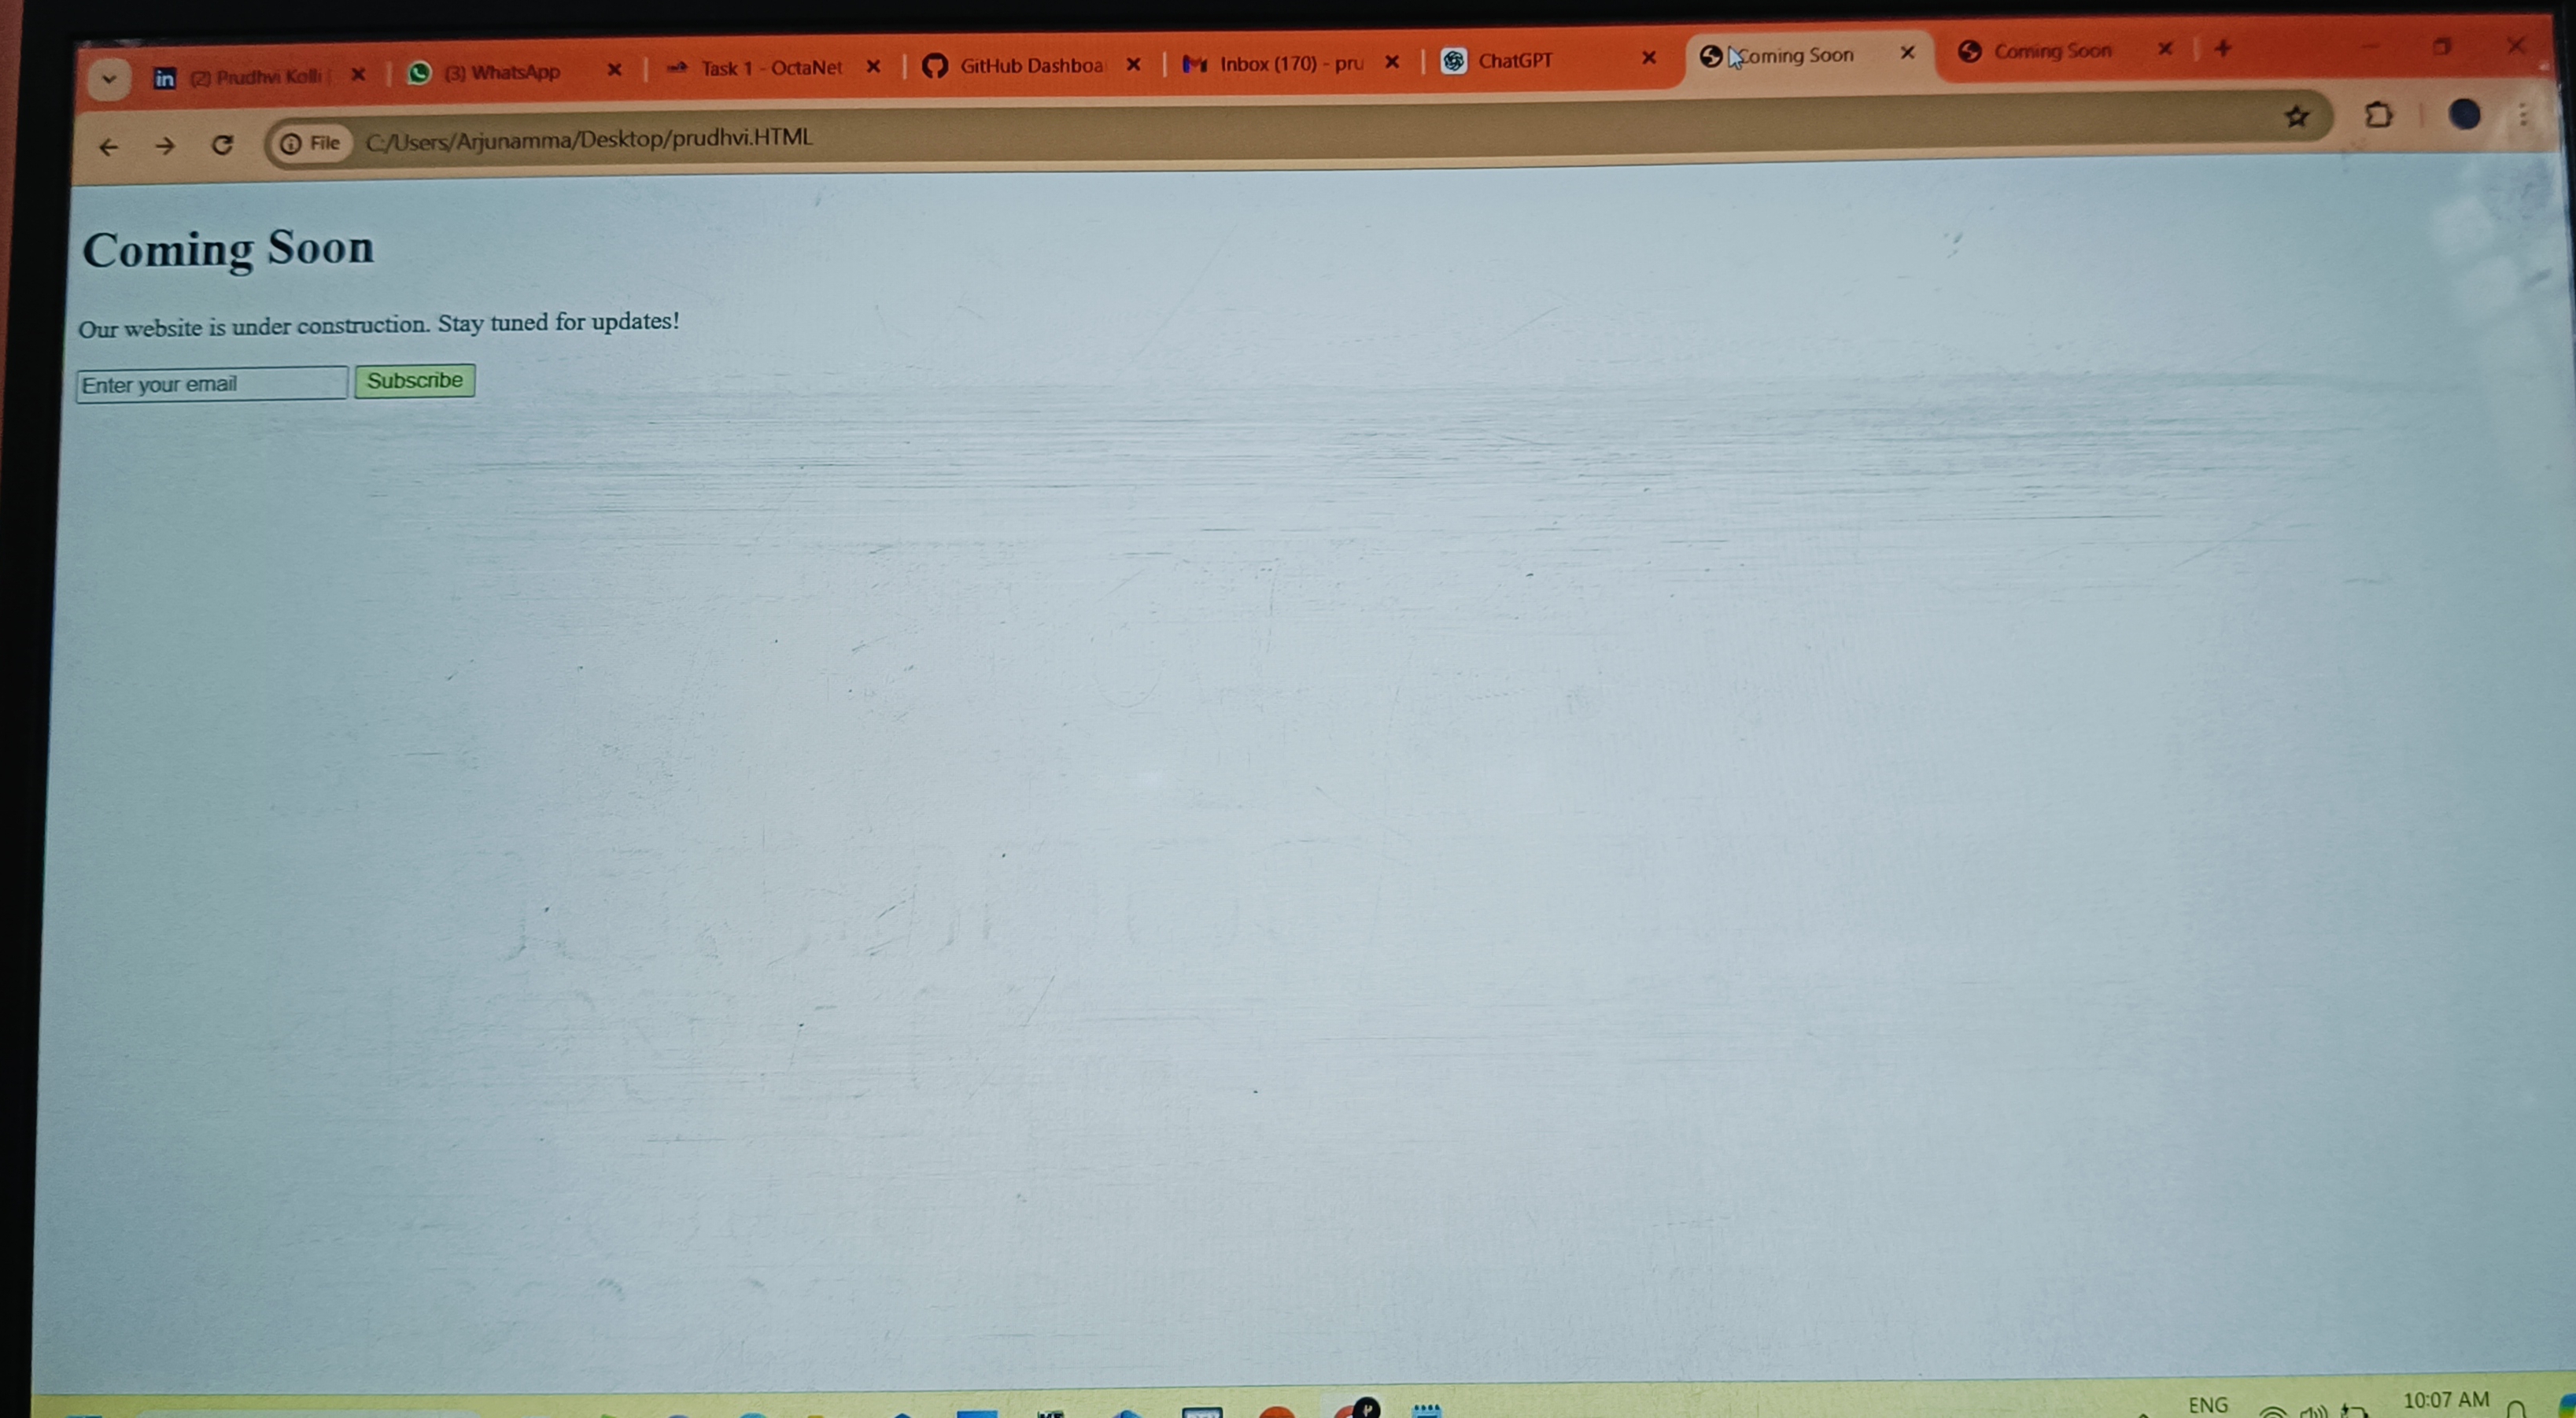 (2) Prudhvi Kolli
(3) WhatsApp
Task 1 - OctaNet
GitHub Dashboa
Inbox (170) - pru
ChatGPT
Coming Soon
Coming Soon
File
C:/Users/Arjunamma/Desktop/prudhvi.HTML
Coming Soon
Our website is under construction. Stay tuned for updates!
Enter your email
Subscribe
ENG
10:07 AM